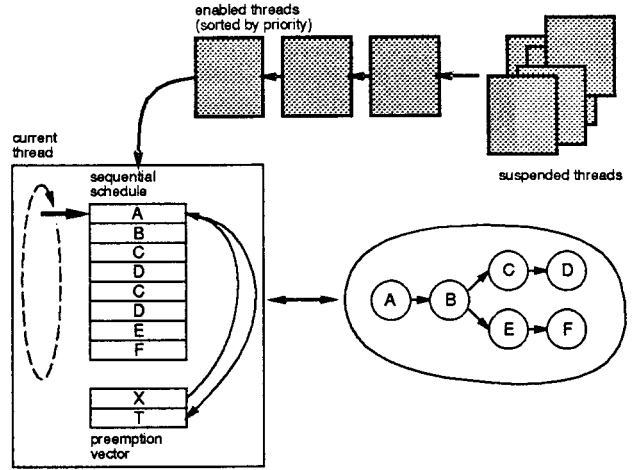 enabled threads
(sorted by priority)
current
thread
suspended threads
sequential
schedule
A
B
C
D
C
D
E
F
X
T
preemption
vector
A
B
C
D
E
F